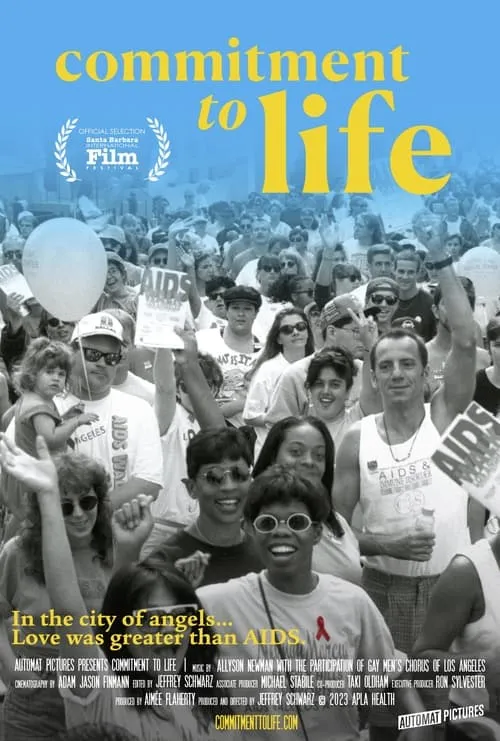 commitment
to life
OFFICIAL SELECTION
Santa Barbara
INTERNATIONAL
Film
FESTIVAL
AIDS
AIDS
AIDS &
IMMUNE DISORDER
In the city of angels...
Love was greater than AIDS.
AUTOMAT PICTURES PRESENTS COMMITMENT TO LIFE | MUSIC BY ALLYSON NEWMAN WITH THE PARTICIPATION OF GAY MEN'S CHORUS OF LOS ANGELES
CINEMATOGRAPHY BY ADAM JASON FINMANN EDITED BY JEFFREY SCHWARZ ASSOCIATE PRODUCER MICHAEL STABILE CO-PRODUCER TAKI OLDHAM EXECUTIVE PRODUCER RON SYLVESTER
PRODUCED BY AIMÉE FLAHERTY PRODUCED AND DIRECTED BY JEFFREY SCHWARZ © 2023 APLA HEALTH
COMMITMENTTOLIFE.COM
AUTOMAT PICTURES